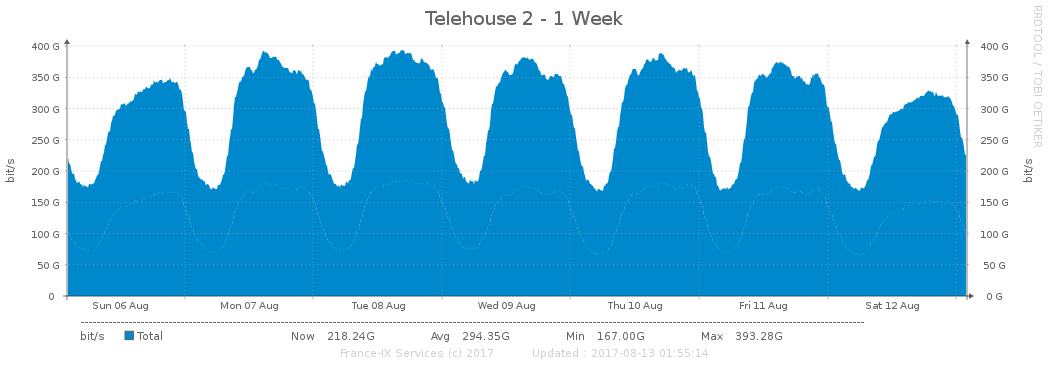 Telehouse 2 - 1 Week
RRDTOOL / TOBI OETIKER
400 G 400 G
350 G 350 G
300 G 300 G
250 G 250 G
200 G 200 G
150 G 150 G
100 G 100 G
50 G 50 G
0 0 G
bit/s
bit/s
Sun 06 Aug Mon 07 Aug Tue 08 Aug Wed 09 Aug Thu 10 Aug Fri 11 Aug Sat 12 Aug
bit/s Total Now 218.24G Avg 294.35G Min 167.00G Max 393.28G
France-IX Services (c) 2017 Updated : 2017-08-13 01:55:14